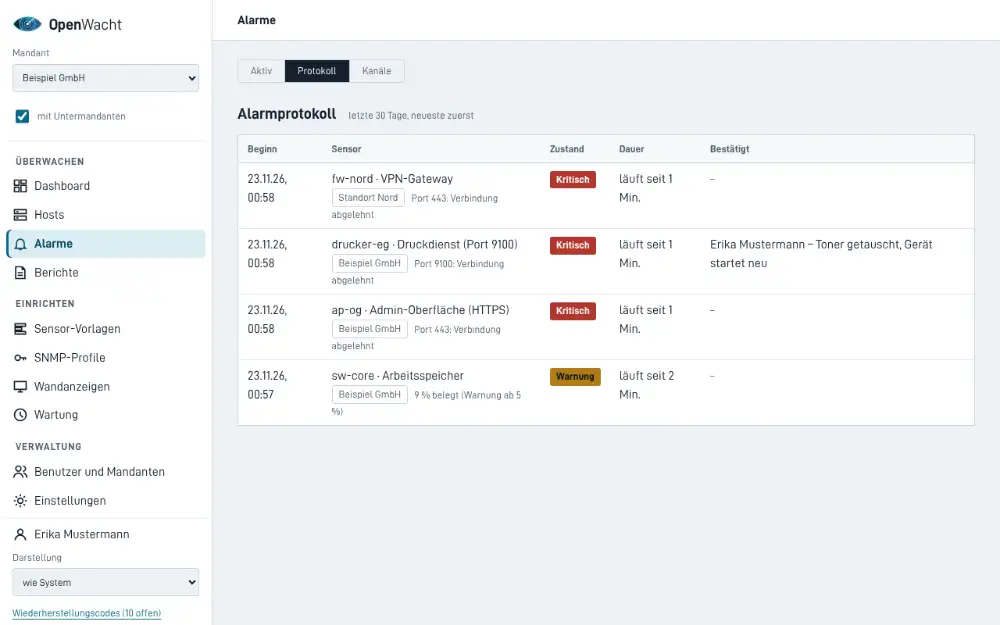 OpenWacht
Mandant
Beispiel GmbH
mit Untermandanten
ÜBERWACHEN
Dashboard
Hosts
Alarme
Berichte
EINRICHTEN
Sensor-Vorlagen
SNMP-Profile
Wandanzeigen
Wartung
VERWALTUNG
Benutzer und Mandanten
Einstellungen
Erika Mustermann
Darstellung
wie System
Wiederherstellungscodes (10 offen)
Alarme
Aktiv Protokoll Kanäle
Alarmprotokoll letzte 30 Tage, neueste zuerst
Beginn Sensor Zustand Dauer Bestätigt
23.11.26, fw-nord · VPN-Gateway Kritisch läuft seit 1 –
00:58 Standort Nord Port 443: Verbindung Min.
abgelehnt
23.11.26, drucker-eg · Druckdienst (Port 9100) Kritisch läuft seit 1 Erika Mustermann – Toner getauscht, Gerät
00:58 Beispiel GmbH Port 9100: Verbindung Min. startet neu
abgelehnt
23.11.26, ap-og · Admin-Oberfläche (HTTPS) Kritisch läuft seit 1 –
00:58 Beispiel GmbH Port 443: Verbindung Min.
abgelehnt
23.11.26, sw-core · Arbeitsspeicher Warnung läuft seit 2 –
00:57 Beispiel GmbH 9 % belegt (Warnung ab 5 Min.
%)